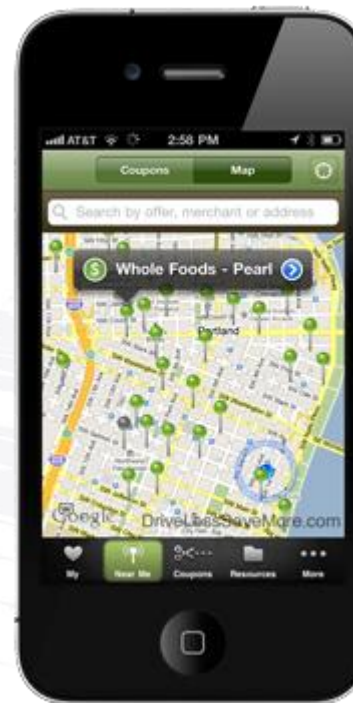 AT&T 2:58 PM
Coupons Map
Search by offer, merchant or address
$ Whole Foods - Pearl
Portland
Google DriveLessSaveMore.com
My Near Me Coupons Resources More